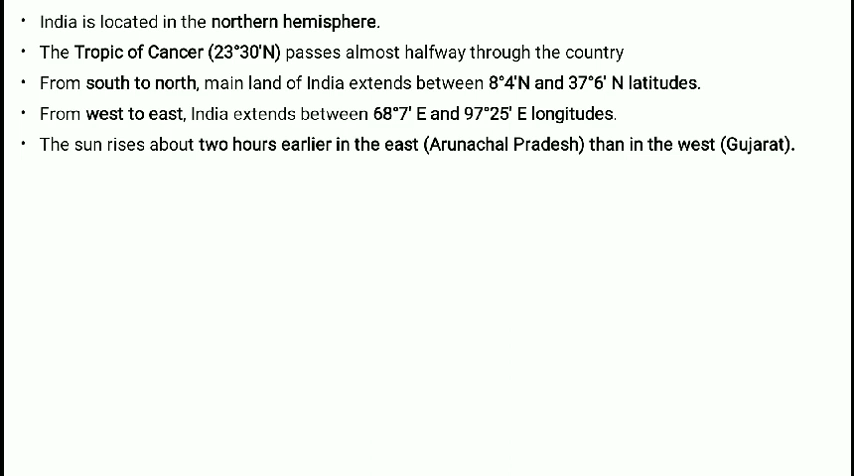 • India is located in the northern hemisphere.
• The Tropic of Cancer (23°30'N) passes almost halfway through the country
• From south to north, main land of India extends between 8°4'N and 37°6' N latitudes.
• From west to east, India extends between 68°7' E and 97°25' E longitudes.
• The sun rises about two hours earlier in the east (Arunachal Pradesh) than in the west (Gujarat).